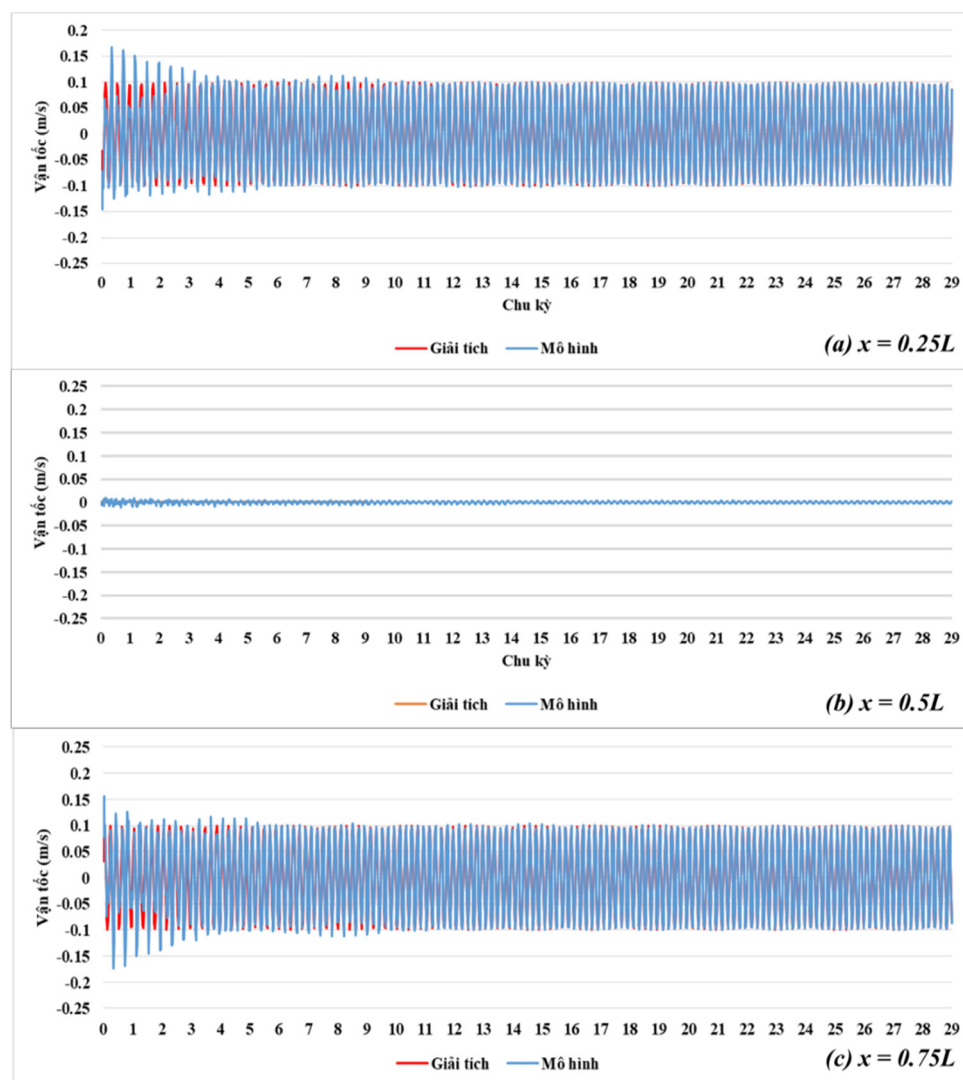 0.2
0.15
0.1
0.05
0
-0.05
-0.1
-0.15
-0.2
-0.25
Vận tốc (m/s)
0 1 2 3 4 5 6 7 8 9 10 11 12 13 14 15 16 17 18 19 20 21 22 23 24 25 26 27 28 29
Chu kỳ
Giải tích Mô hình
(a) x = 0.25L
0.25
0.2
0.15
0.1
0.05
0
-0.05
-0.1
-0.15
-0.2
-0.25
Vận tốc (m/s)
0 1 2 3 4 5 6 7 8 9 10 11 12 13 14 15 16 17 18 19 20 21 22 23 24 25 26 27 28 29
Chu kỳ
Giải tích Mô hình
(b) x = 0.5L
0.25
0.2
0.15
0.1
0.05
0
-0.05
-0.1
-0.15
-0.2
-0.25
Vận tốc (m/s)
0 1 2 3 4 5 6 7 8 9 10 11 12 13 14 15 16 17 18 19 20 21 22 23 24 25 26 27 28 29
Giải tích Mô hình
(c) x = 0.75L